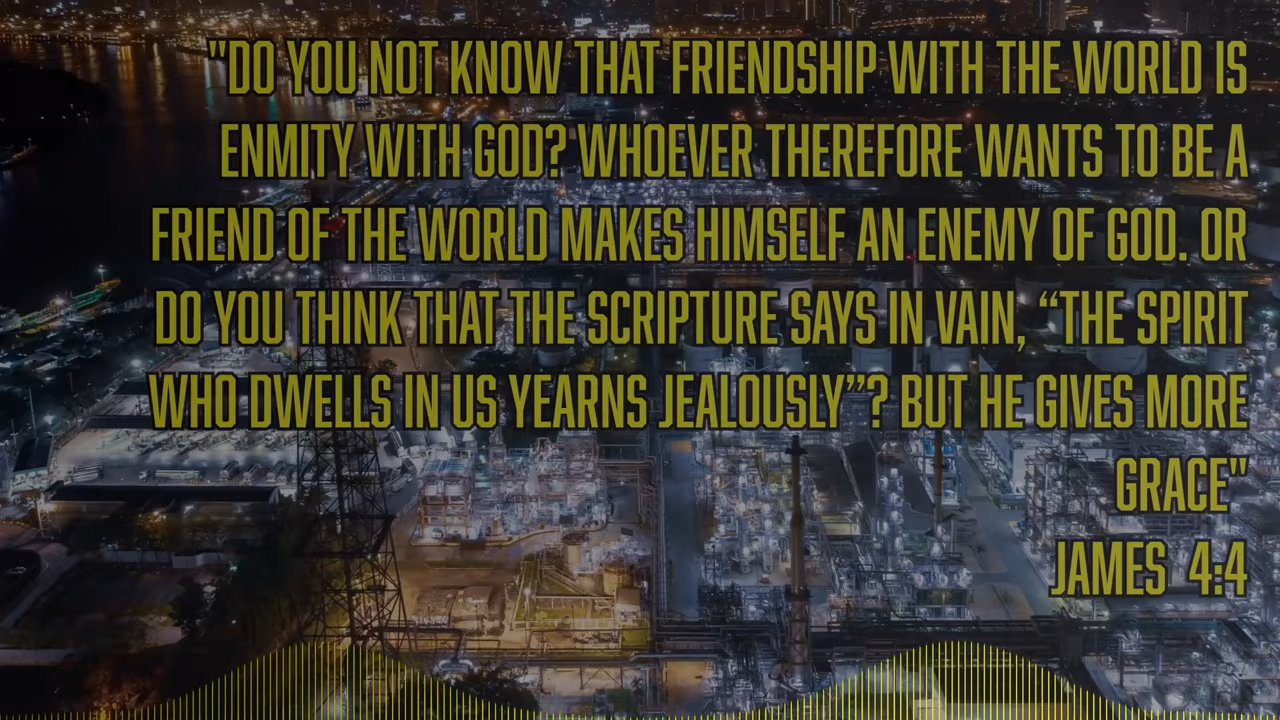 "DO YOU NOT KNOW THAT FRIENDSHIP WITH THE WORLD IS
ENMITY WITH GOD? WHOEVER THEREFORE WANTS TO BE A
FRIEND OF THE WORLD MAKES HIMSELF AN ENEMY OF GOD. OR
DO YOU THINK THAT THE SCRIPTURE SAYS IN VAIN, “THE SPIRIT
WHO DWELLS IN US YEARNS JEALOUSLY”? BUT HE GIVES MORE
GRACE"
JAMES 4:4